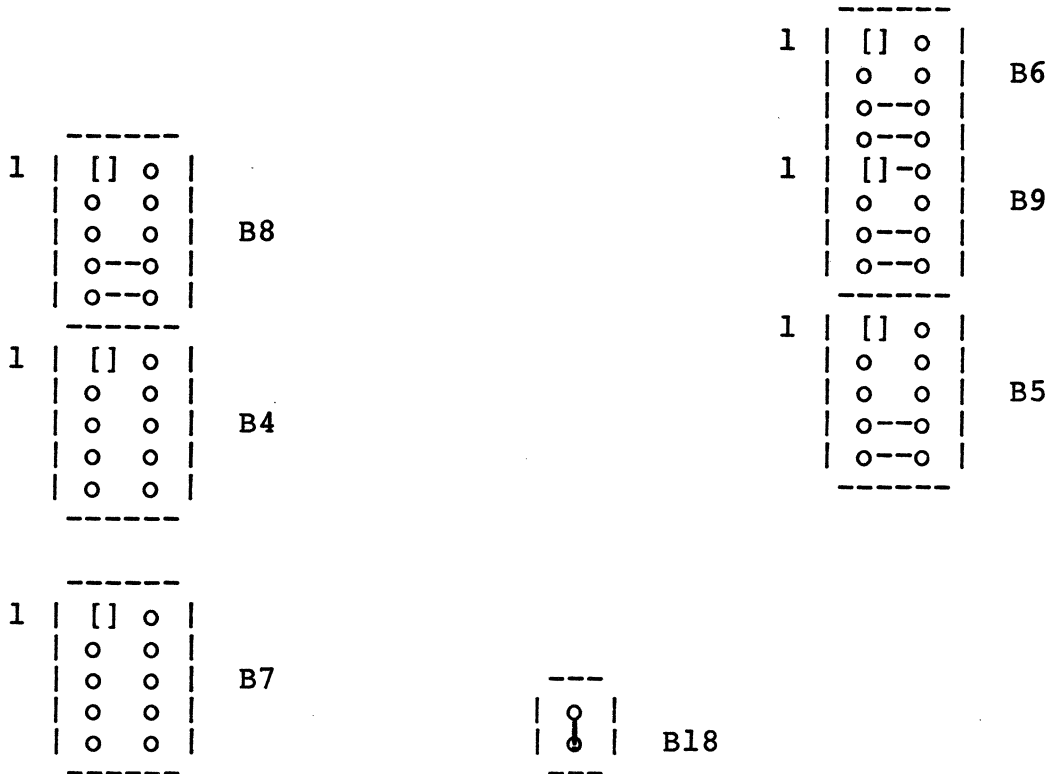 ------
                                                 1  | [] o |
                                                    | o  o |  B6
                                                    | o--o |
    ------                                          | o--o |
1  | [] o |                                      1  | []-o |
   | o  o |                                         | o  o |  B9
   | o  o |  B8                                     | o--o |
   | o--o |                                         | o--o |
   | o--o |                                          ------
    ------                                       1  | [] o |
1  | [] o |                                         | o  o |
   | o  o |                                         | o  o |  B5
   | o  o |  B4                                     | o--o |
   | o  o |                                         | o--o |
   | o  o |                                          ------
    ------
    ------
1  | [] o |
   | o  o |
   | o  o |  B7                      ---
   | o  o |                         | o |
   | o  o |                         | o |  B18
    ------                           ---